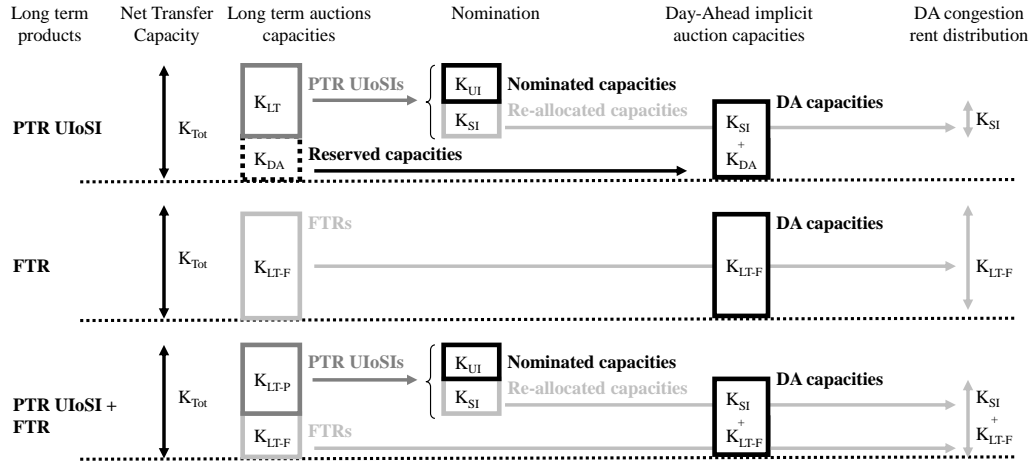 Long term products
Net Transfer Capacity
Long term auctions capacities
Nomination
Day-Ahead implicit auction capacities
DA congestion rent distribution
PTR UIoSI
K_Tot
K_LT
K_DA
PTR UIoSIs
Reserved capacities
K_UI
K_SI
Nominated capacities
Re-allocated capacities
DA capacities
K_SI
+
K_DA
K_SI
FTR
K_Tot
FTRs
K_LT-F
DA capacities
K_LT-F
K_LT-F
PTR UIoSI +
FTR
K_Tot
K_LT-P
K_LT-F
PTR UIoSIs
FTRs
K_UI
K_SI
Nominated capacities
Re-allocated capacities
DA capacities
K_SI
+
K_LT-F
K_SI
+
K_LT-F